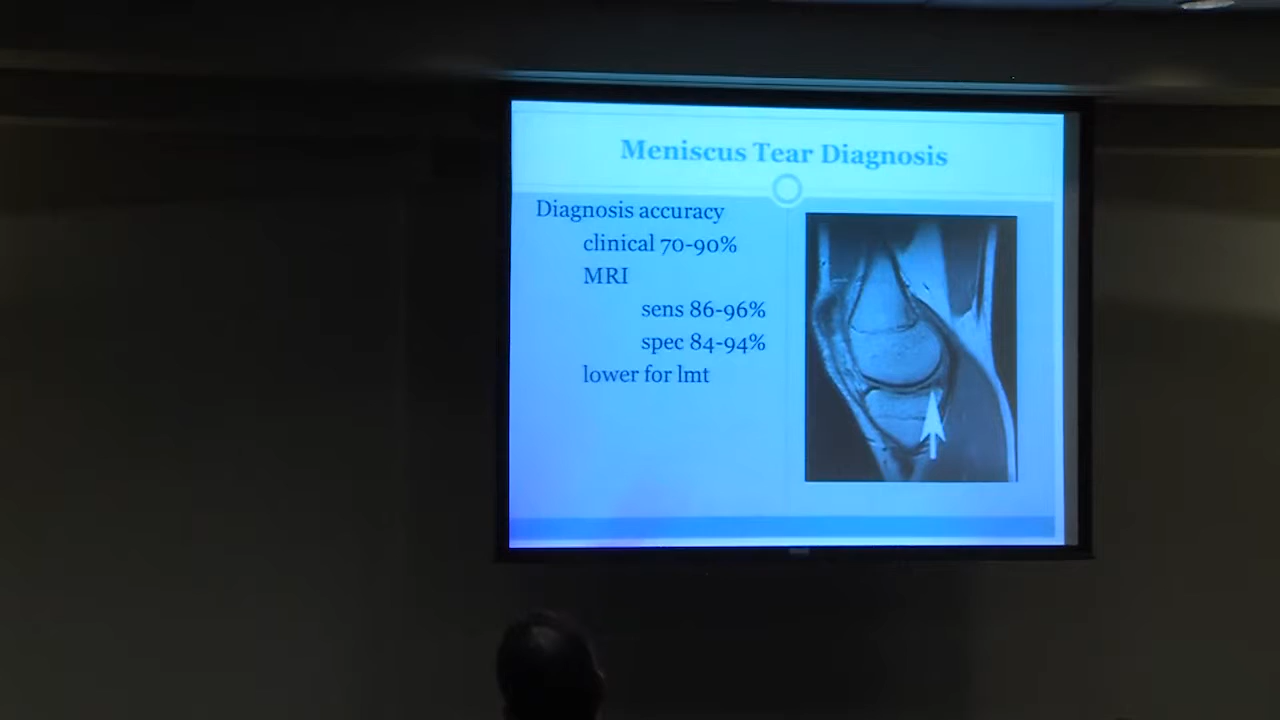 Meniscus Tear Diagnosis
Diagnosis accuracy
clinical 70-90%
MRI
sens 86-96%
spec 84-94%
lower for lmt